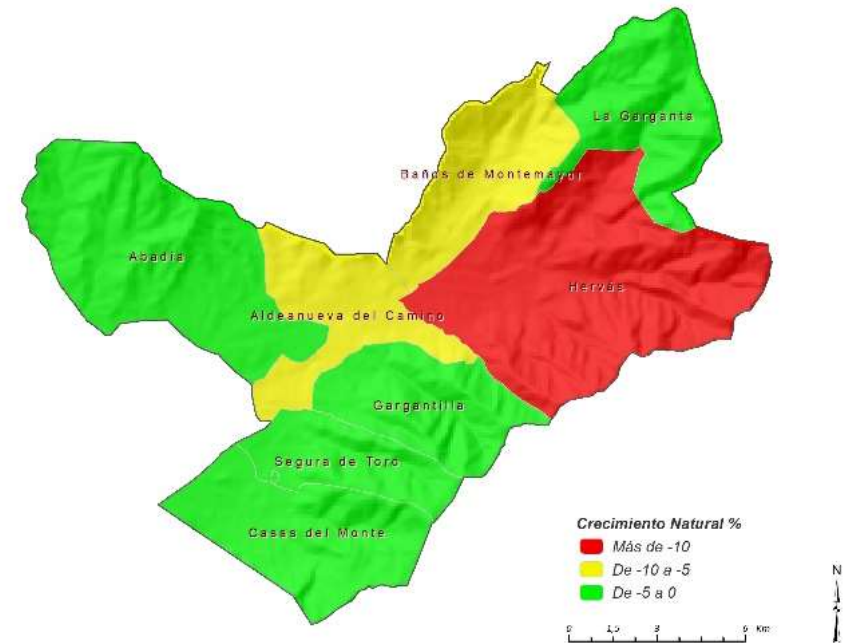 La Garganta
Baños de Montemayor
Abadía
Hervás
Aldeanueva del Camino
Gargantilla
Segura de Toro
Casas del Monte
Crecimiento Natural %
Más de -10
De -10 a -5
De -5 a 0
N
0 1,5 3 6 Km